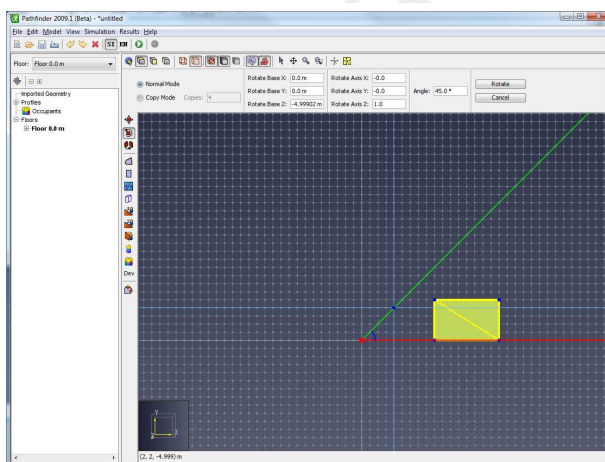 Pathfinder 2009.1 (Beta) - *untitled
File Edit Model View Simulation Results Help
SI EN
Floor: Floor 0.0 m
Imported Geometry
Profiles
Occupants
Floors
Floor 0.0 m
Normal Mode
Copy Mode Copies: 4
Rotate Base X: 0.0 m Rotate Axis X: -0.0
Rotate Base Y: 0.0 m Rotate Axis Y: -0.0
Rotate Base Z: -4.99902 m Rotate Axis Z: 1.0
Angle: 45.0 °
Rotate
Cancel
Dev
Y
Z X
(2, 2, -4.999) m